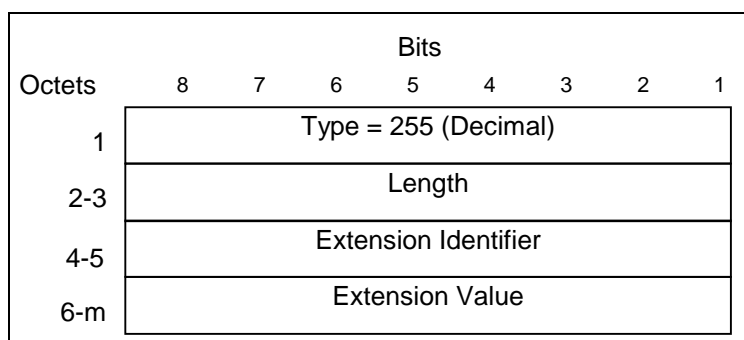 Bits
Octets 8 7 6 5 4 3 2 1
1 Type = 255 (Decimal)
2-3 Length
4-5 Extension Identifier
6-m Extension Value